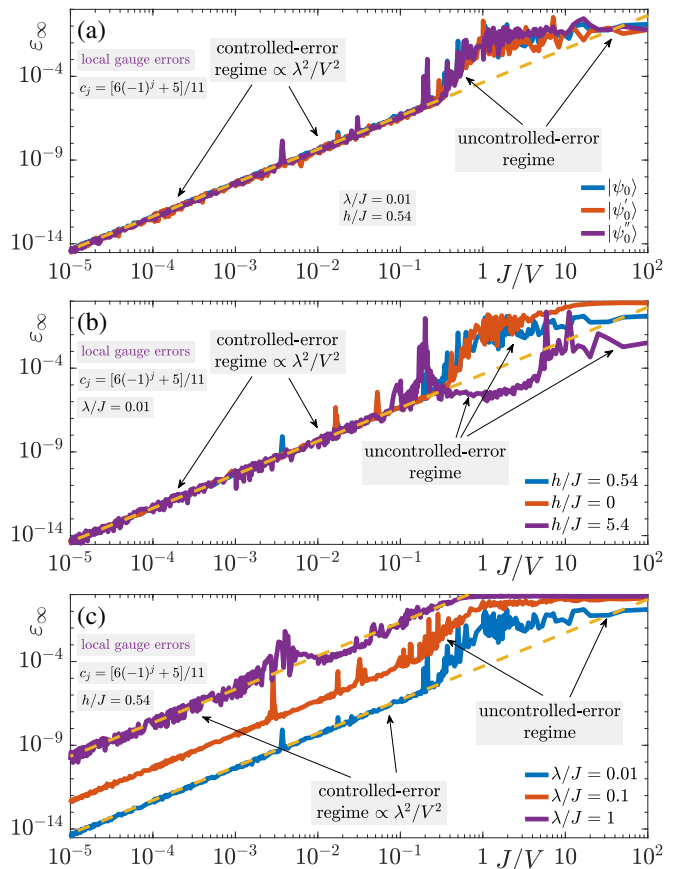 (a)
ε∞
10⁻⁴
10⁻⁹
10⁻¹⁴
local gauge errors
c_j = [6(−1)^j + 5]/11
controlled-error
regime ∝ λ²/V²
uncontrolled-error
regime
λ/J = 0.01
h/J = 0.54
|ψ₀⟩
|ψ₀′⟩
|ψ₀″⟩
10⁻⁵ 10⁻⁴ 10⁻³ 10⁻² 10⁻¹ 1 J/V 10 10²
(b)
ε∞
10⁻⁴
10⁻⁹
10⁻¹⁴
local gauge errors
c_j = [6(−1)^j + 5]/11
λ/J = 0.01
controlled-error
regime ∝ λ²/V²
uncontrolled-error
regime
h/J = 0.54
h/J = 0
h/J = 5.4
10⁻⁵ 10⁻⁴ 10⁻³ 10⁻² 10⁻¹ 1 J/V 10 10²
(c)
ε∞
10⁻⁴
10⁻⁹
10⁻¹⁴
local gauge errors
c_j = [6(−1)^j + 5]/11
h/J = 0.54
uncontrolled-error
regime
controlled-error
regime ∝ λ²/V²
λ/J = 0.01
λ/J = 0.1
λ/J = 1
10⁻⁵ 10⁻⁴ 10⁻³ 10⁻² 10⁻¹ 1 J/V 10 10²